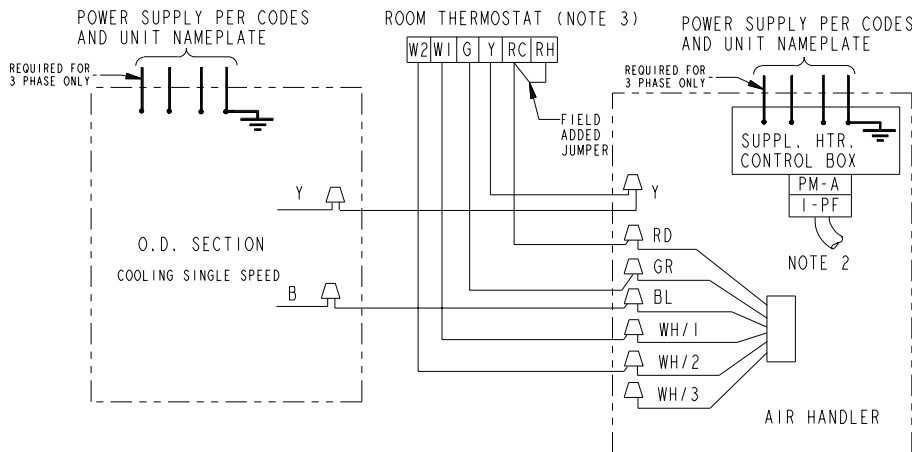 POWER SUPPLY PER CODES
AND UNIT NAMEPLATE
REQUIRED FOR
3 PHASE ONLY
ROOM THERMOSTAT (NOTE 3)
W2 W1 G Y RC RH
FIELD
ADDED
JUMPER
POWER SUPPLY PER CODES
AND UNIT NAMEPLATE
REQUIRED FOR
3 PHASE ONLY
SUPPL. HTR.
CONTROL BOX
PM-A
1-PF
NOTE 2
Y
O.D. SECTION
COOLING SINGLE SPEED
B
Y
RD
GR
BL
WH/1
WH/2
WH/3
AIR HANDLER